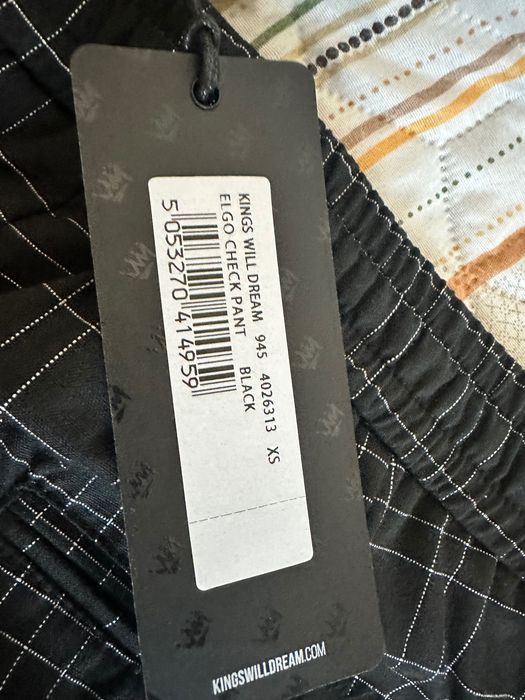 KINGS WILL DREAM 945 4026313 XS
ELGO CHECK PANT BLACK
5 053270 414959
KINGSWILLDREAM.COM